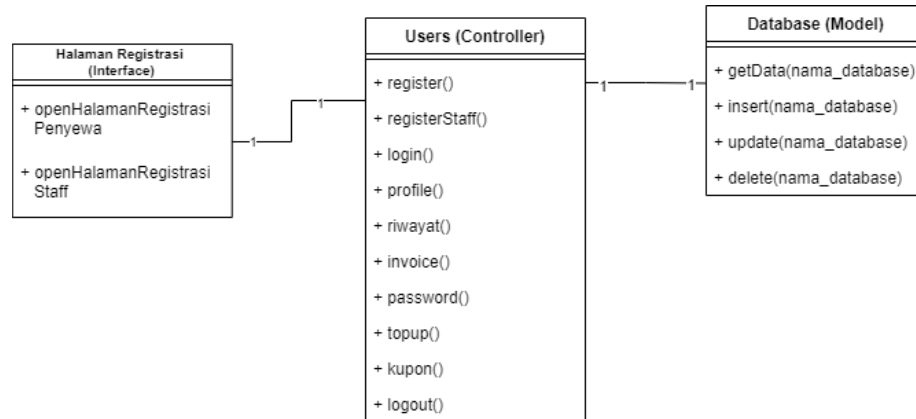 Halaman Registrasi
(Interface)
+ openHalamanRegistrasi
Penyewa
+ openHalamanRegistrasi
Staff
1
1
Users (Controller)
+ register()
+ registerStaff()
+ login()
+ profile()
+ riwayat()
+ invoice()
+ password()
+ topup()
+ kupon()
+ logout()
1
1
Database (Model)
+ getData(nama_database)
+ insert(nama_database)
+ update(nama_database)
+ delete(nama_database)